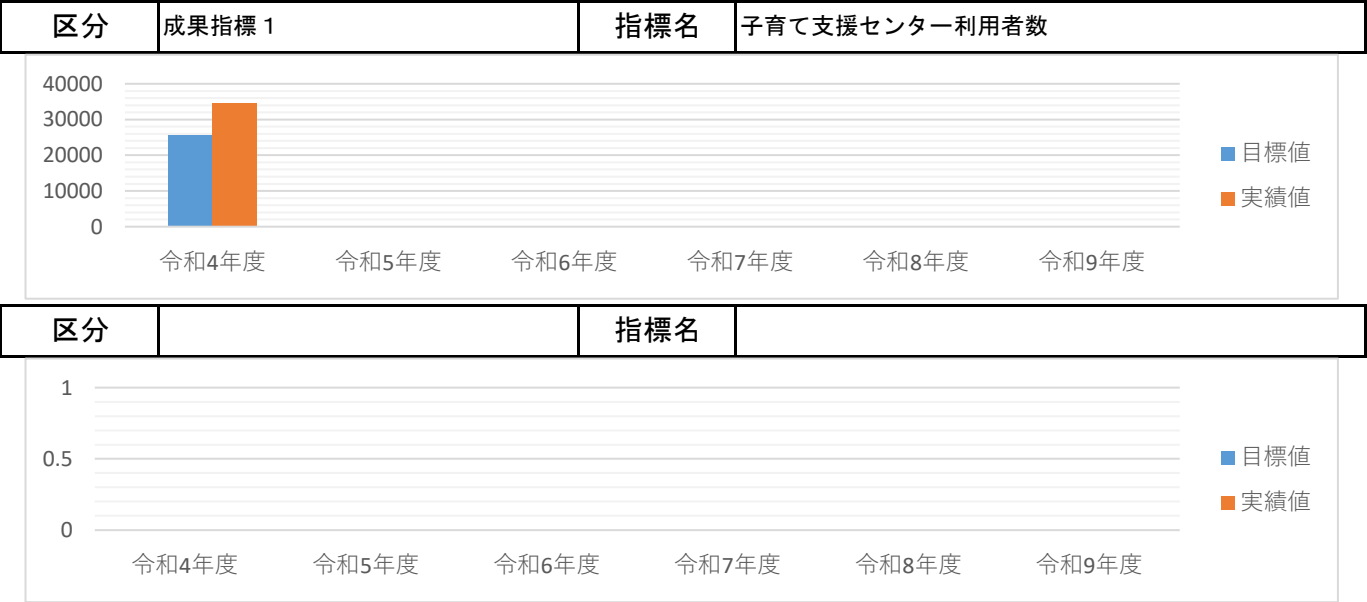 区分 成果指標１ 指標名 子育て支援センター利用者数
40000
30000
20000
10000
0
令和4年度 令和5年度 令和6年度 令和7年度 令和8年度 令和9年度
目標値
実績値
区分 指標名
1
0.5
0
令和4年度 令和5年度 令和6年度 令和7年度 令和8年度 令和9年度
目標値
実績値